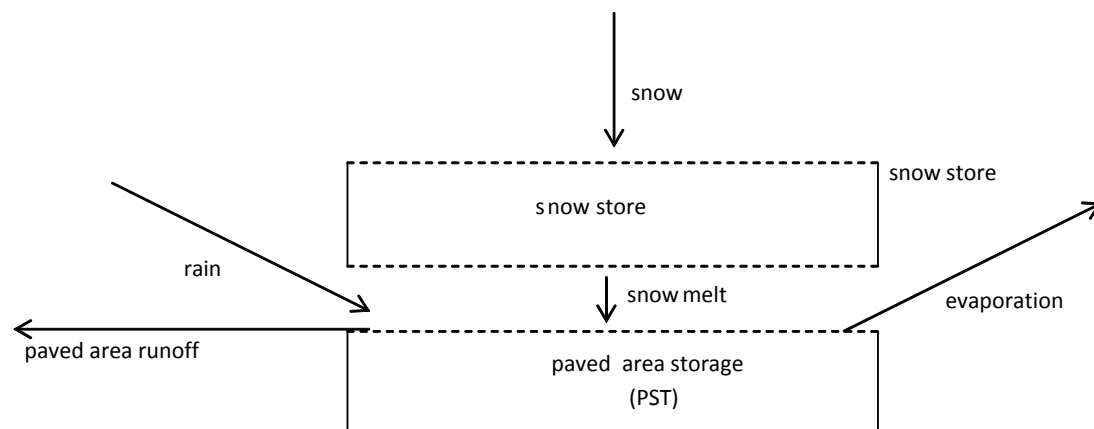 snow
snow store
snow store
rain
snow melt
evaporation
paved area runoff
paved area storage
(PST)